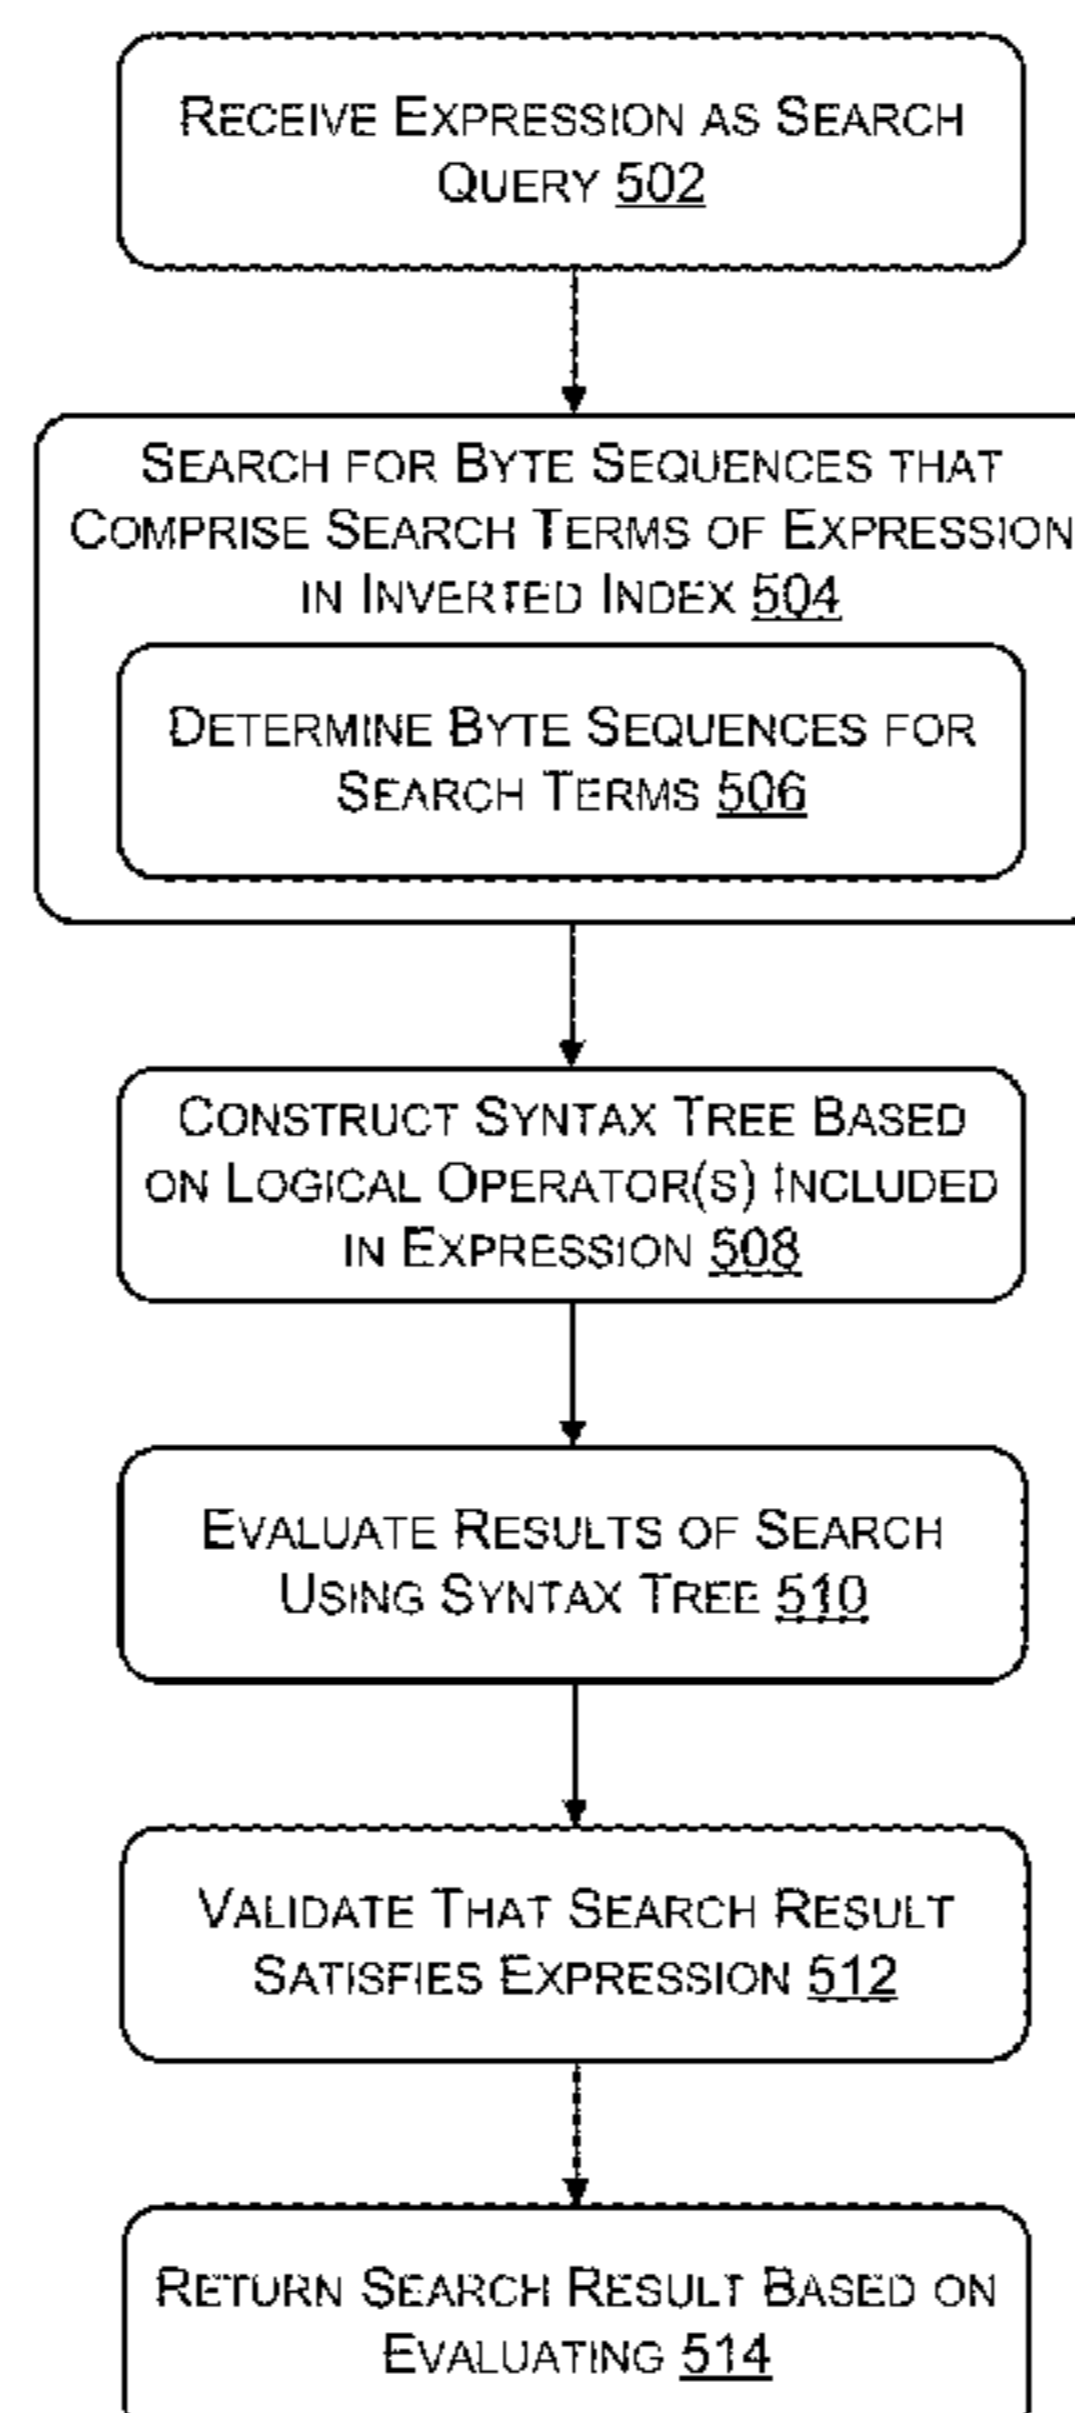 RECEIVE EXPRESSION AS SEARCH
QUERY 502
SEARCH FOR BYTE SEQUENCES THAT
COMPRISE SEARCH TERMS OF EXPRESSION
IN INVERTED INDEX 504
DETERMINE BYTE SEQUENCES FOR
SEARCH TERMS 506
CONSTRUCT SYNTAX TREE BASED
ON LOGICAL OPERATOR(S) INCLUDED
IN EXPRESSION 508
EVALUATE RESULTS OF SEARCH
USING SYNTAX TREE 510
VALIDATE THAT SEARCH RESULT
SATISFIES EXPRESSION 512
RETURN SEARCH RESULT BASED ON
EVALUATING 514